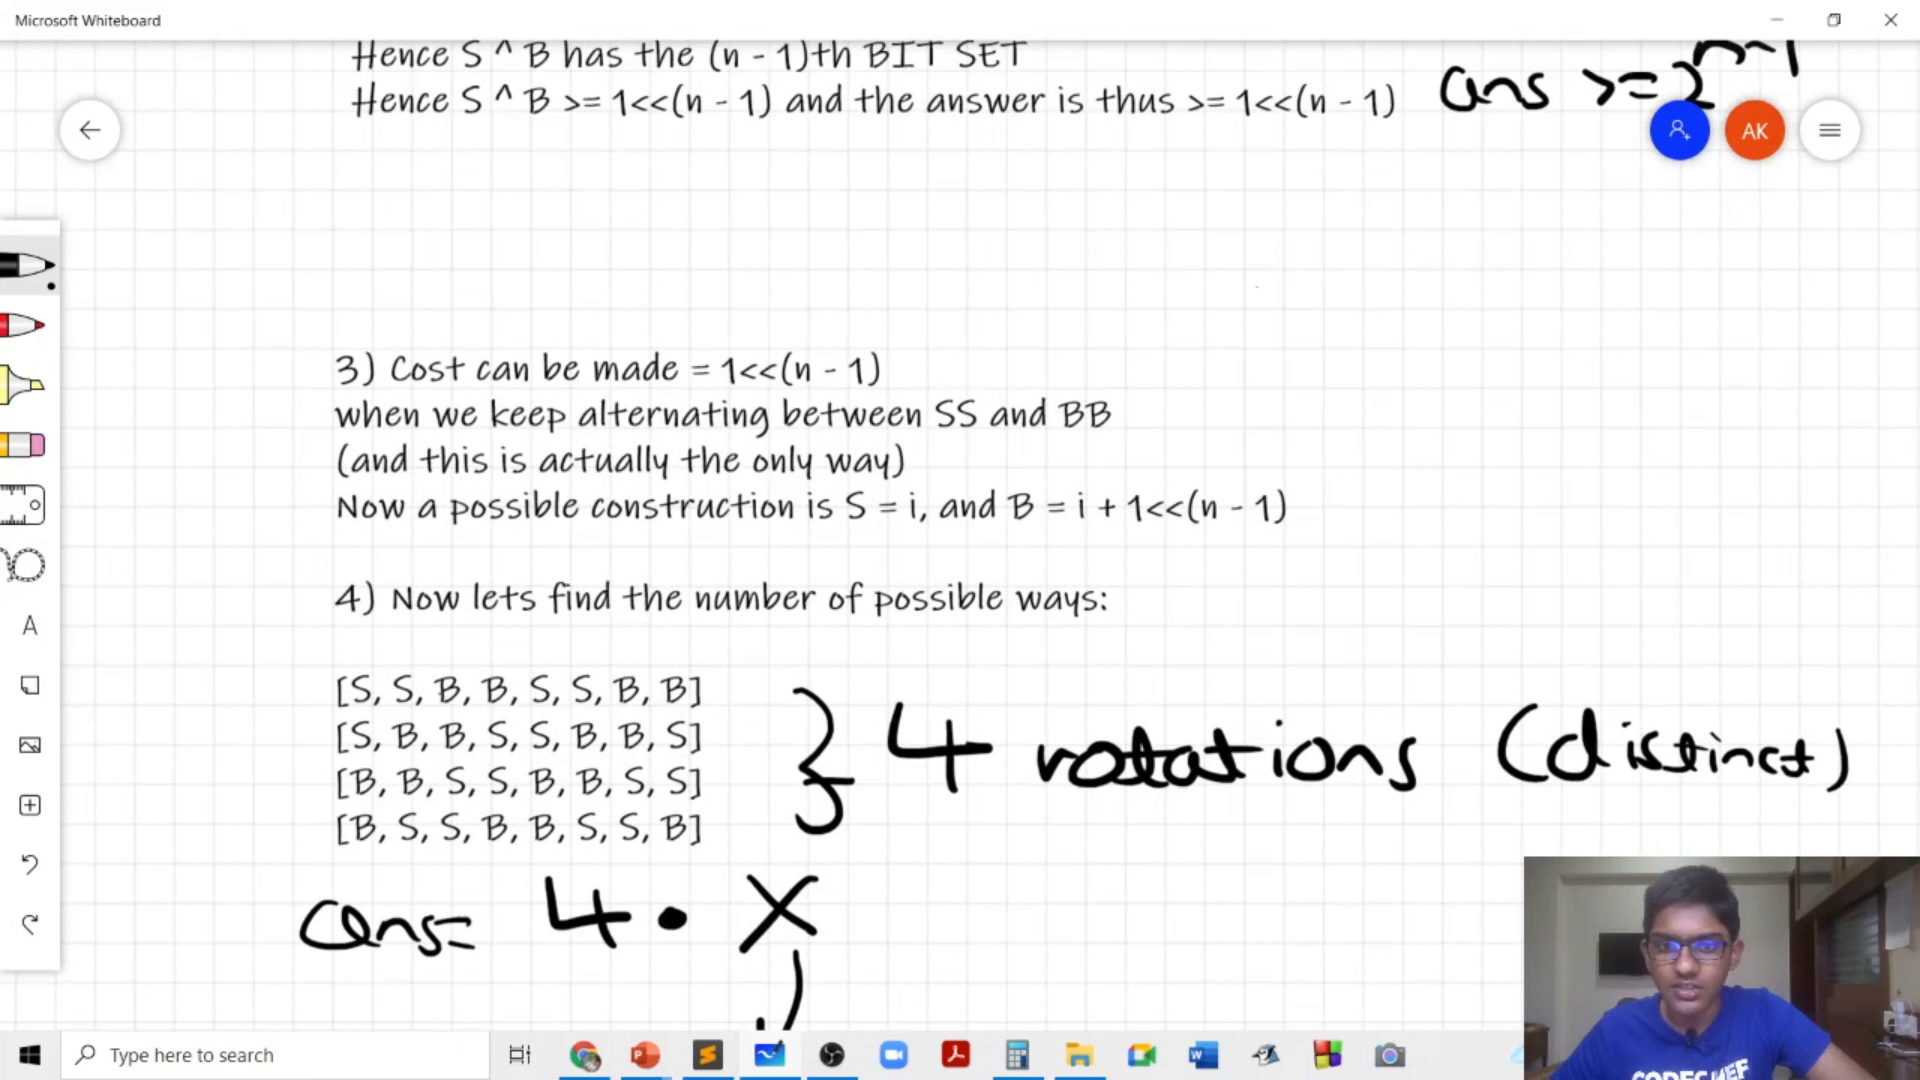 Microsoft Whiteboard
Hence S ^ B has the (n - 1)th BIT SET
Hence S ^ B >= 1<<(n - 1) and the answer is thus >= 1<<(n - 1)
ans >= 2^n-1
AK
3) Cost can be made = 1<<(n - 1)
when we keep alternating between SS and BB
(and this is actually the only way)
Now a possible construction is S = i, and B = i + 1<<(n - 1)
4) Now lets find the number of possible ways:
[S, S, B, B, S, S, B, B]
[S, B, B, S, S, B, B, S]
[B, B, S, S, B, B, S, S]
[B, S, S, B, B, S, S, B]
} 4 rotations (distinct)
ans= 4 • X
A
CODECHEF
Type here to search